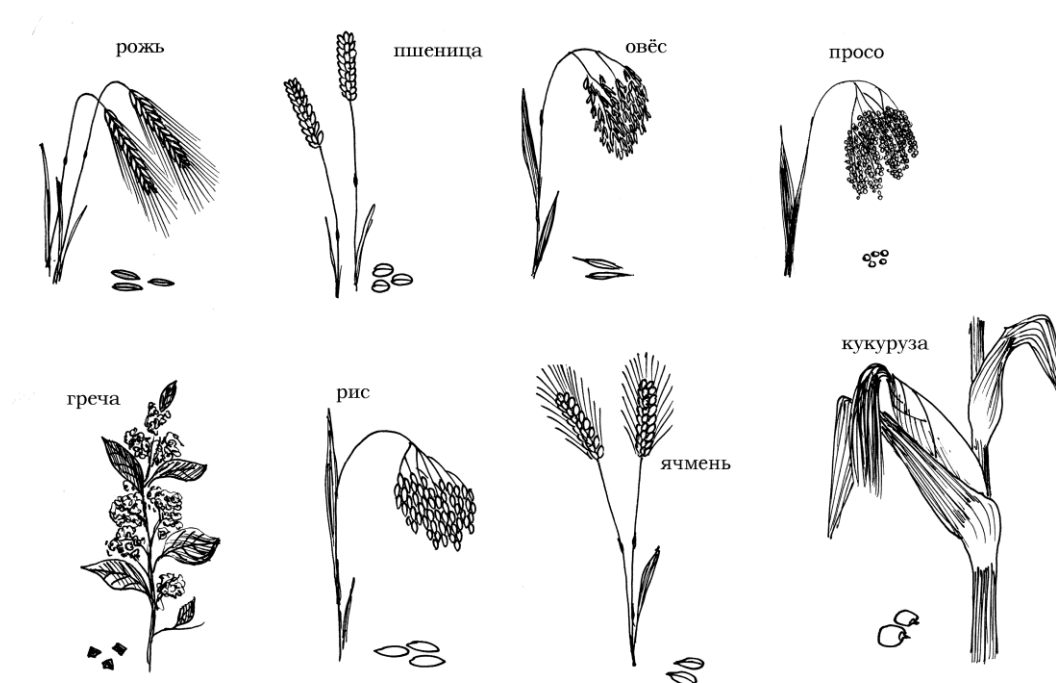 рожь
пшеница
овёс
просо
греча
рис
ячмень
кукуруза